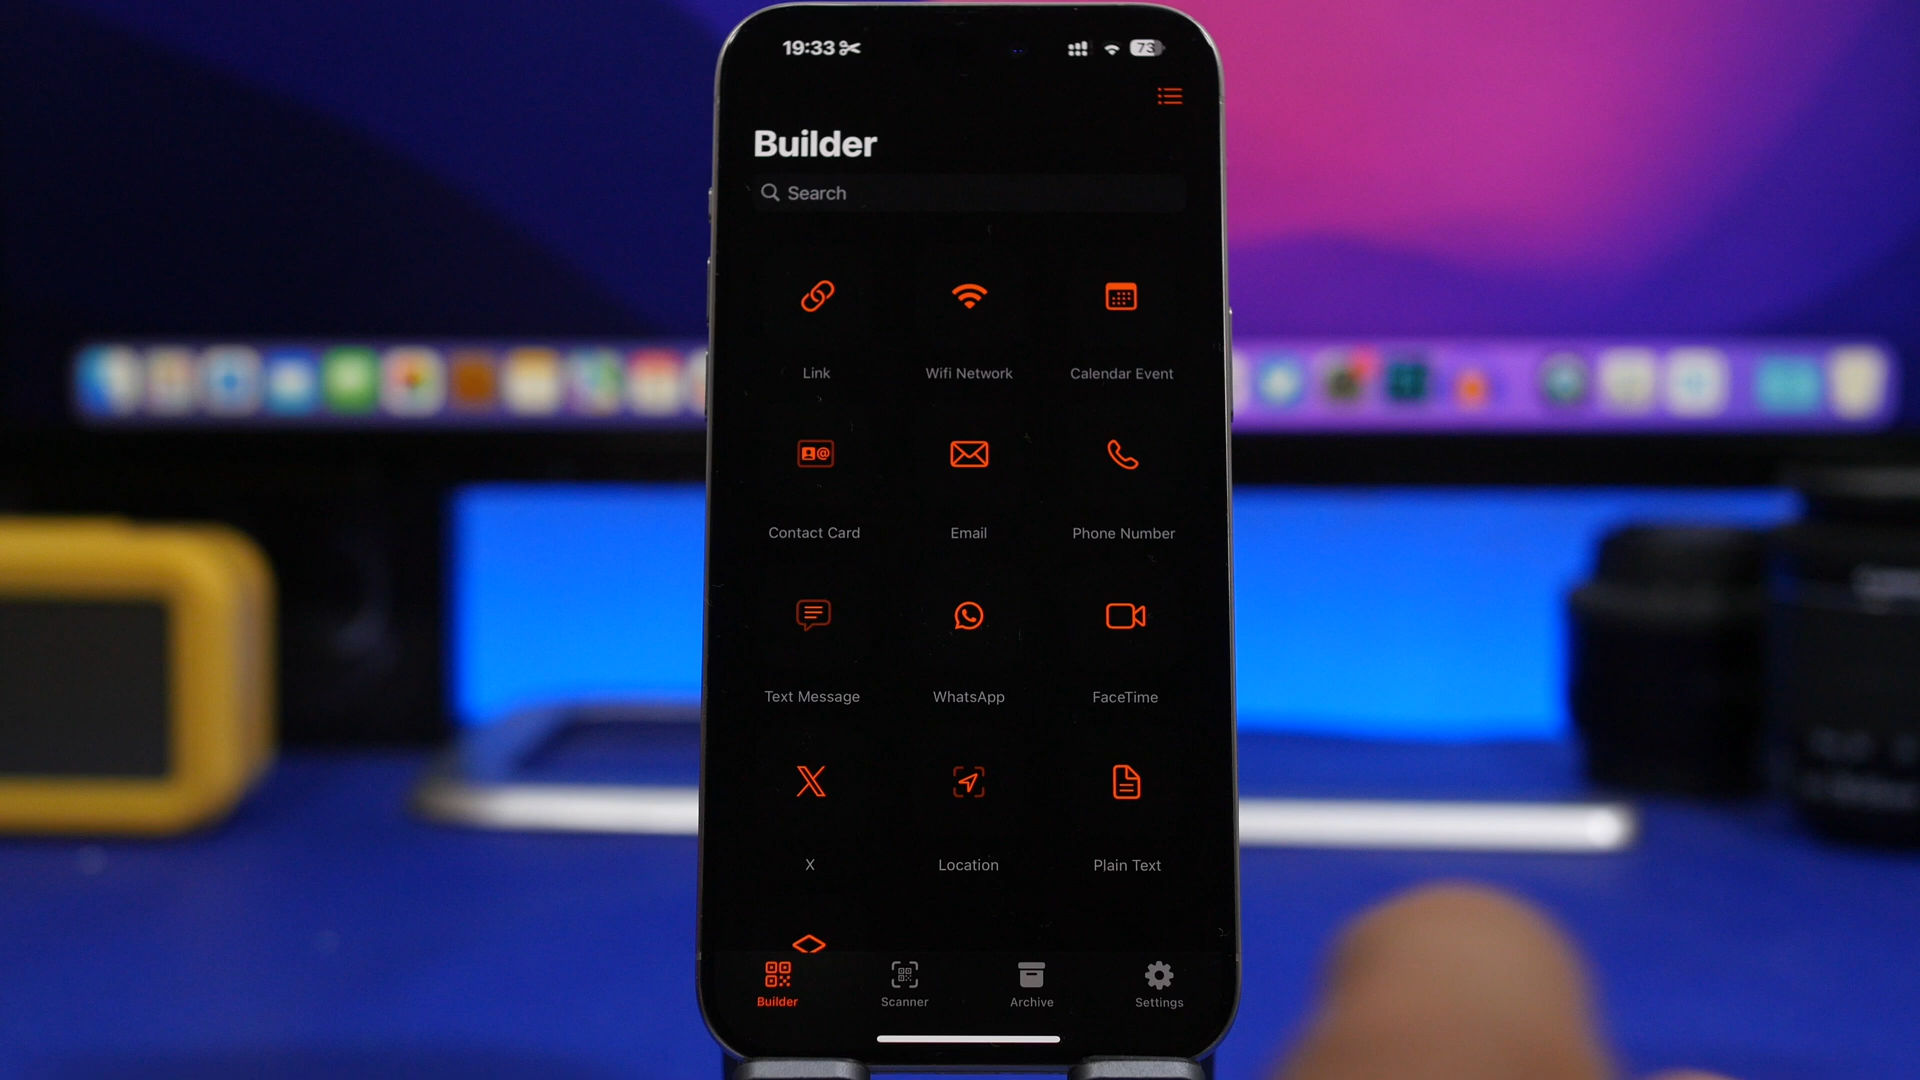 19:33 73
Builder
Search
Link Wifi Network Calendar Event
Contact Card Email Phone Number
Text Message WhatsApp FaceTime
X Location Plain Text
Builder Scanner Archive Settings